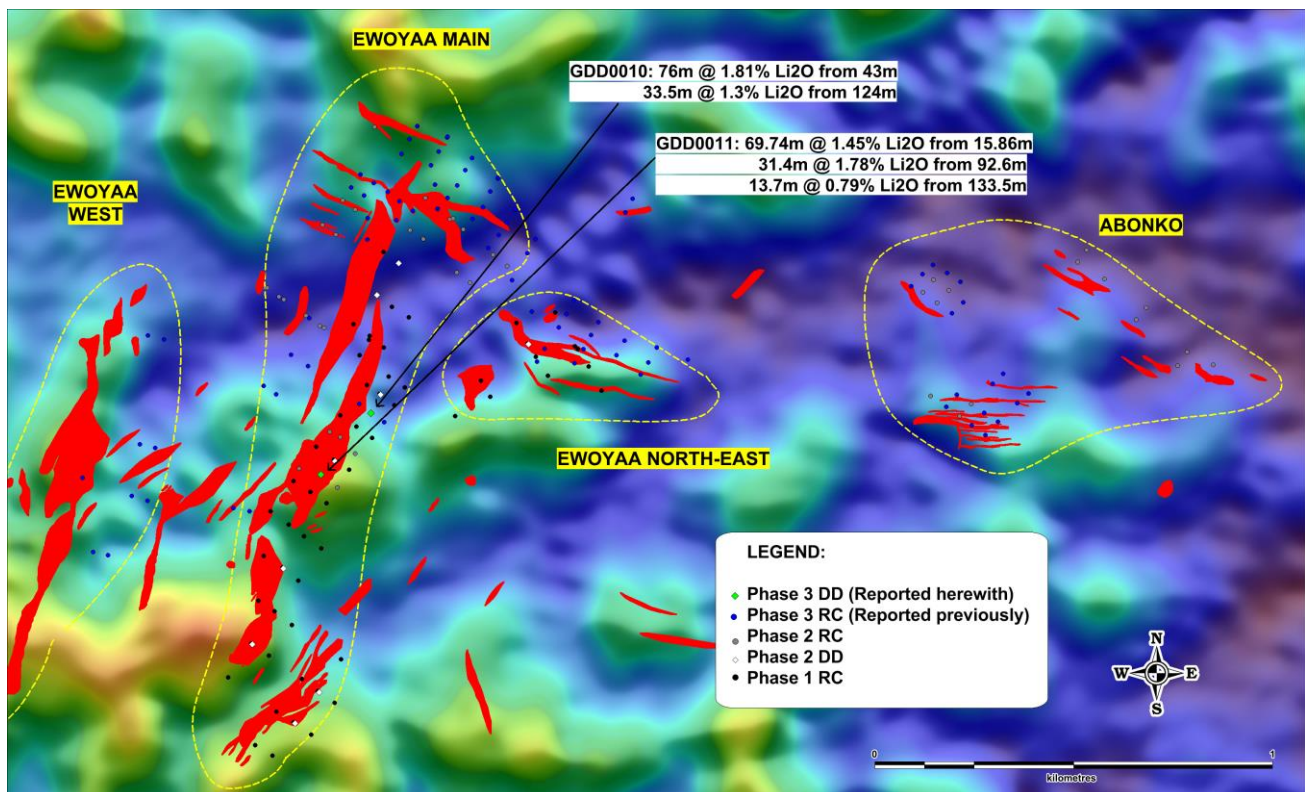 EWOYAA MAIN
GDD0010: 76m @ 1.81% Li2O from 43m
33.5m @ 1.3% Li2O from 124m
GDD0011: 69.74m @ 1.45% Li2O from 15.86m
31.4m @ 1.78% Li2O from 92.6m
13.7m @ 0.79% Li2O from 133.5m
EWOYAA
WEST
ABONKO
EWOYAA NORTH-EAST
LEGEND:
Phase 3 DD (Reported herewith)
Phase 3 RC (Reported previously)
Phase 2 RC
Phase 2 DD
Phase 1 RC
N
W E
S
0 1
kilometres